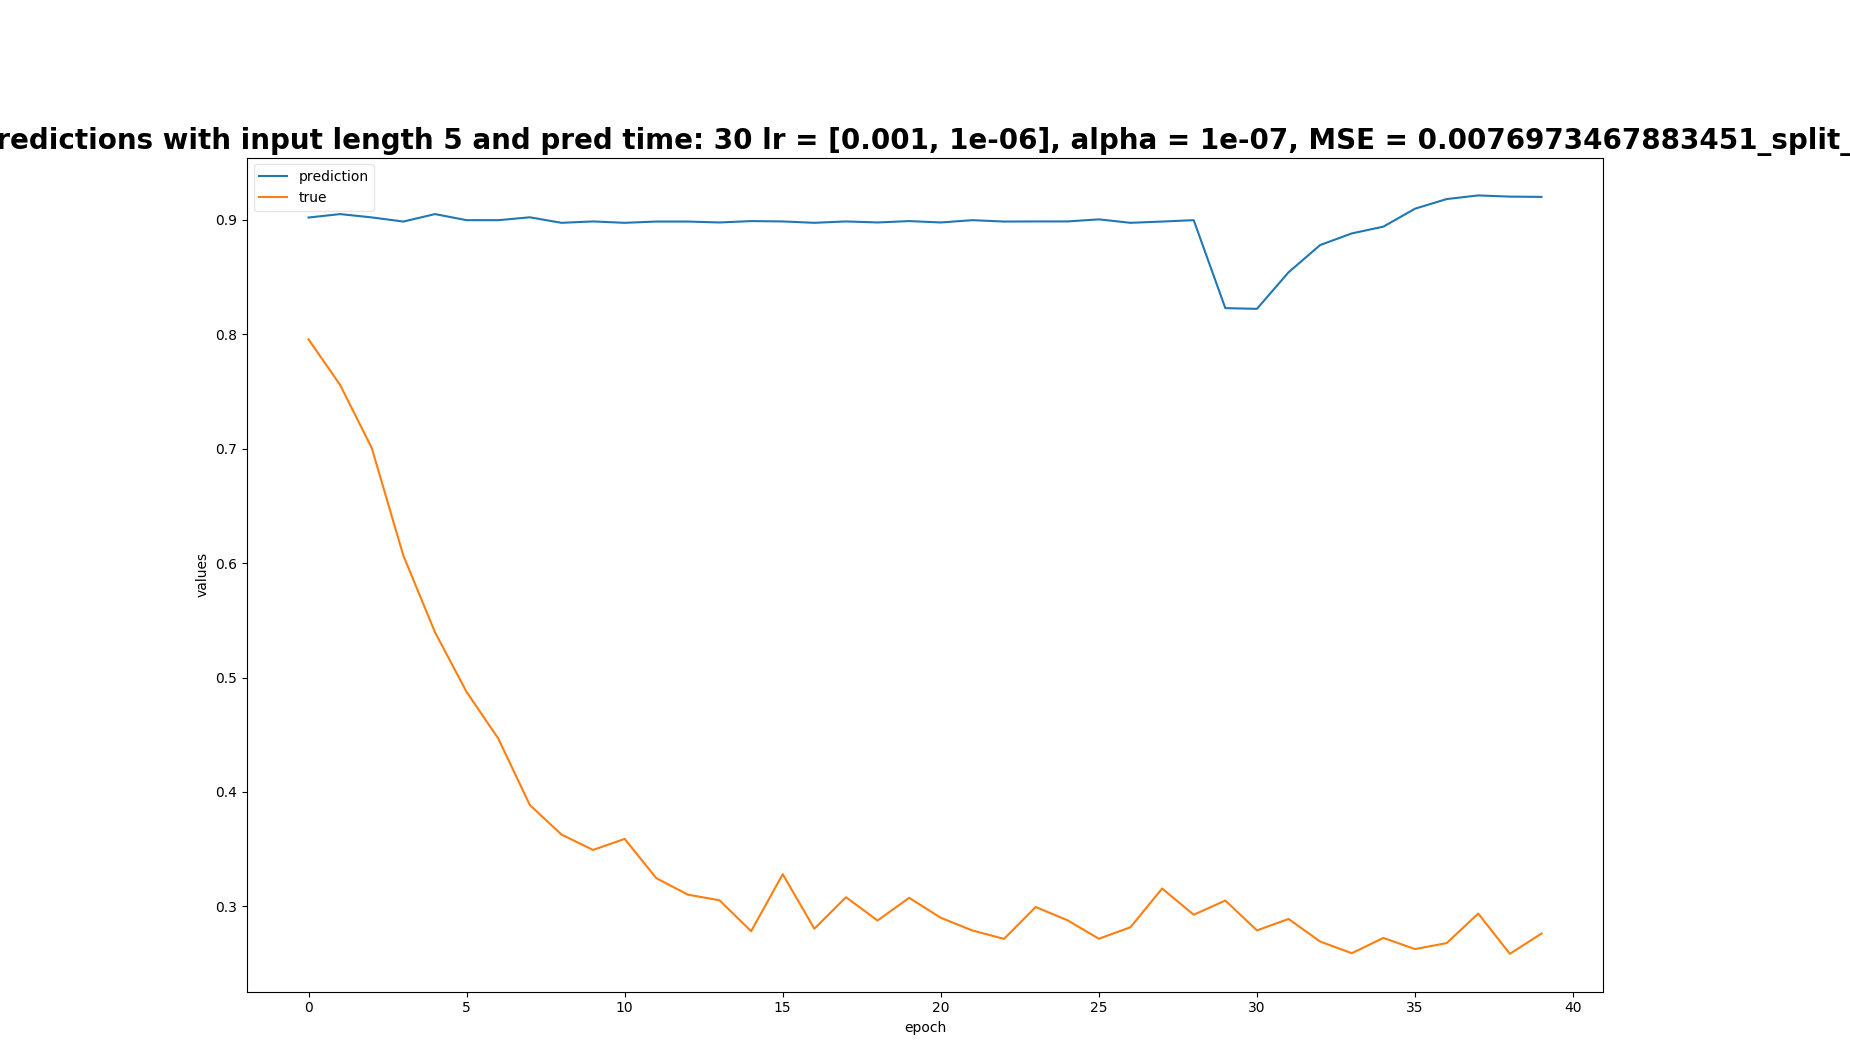 redictions with input length 5 and pred time: 30 lr = [0.001, 1e-06], alpha = 1e-07, MSE = 0.0076973467883451_split_
prediction
true
0.9
0.8
0.7
0.6
0.5
0.4
0.3
values
0 5 10 15 20 25 30 35 40
epoch